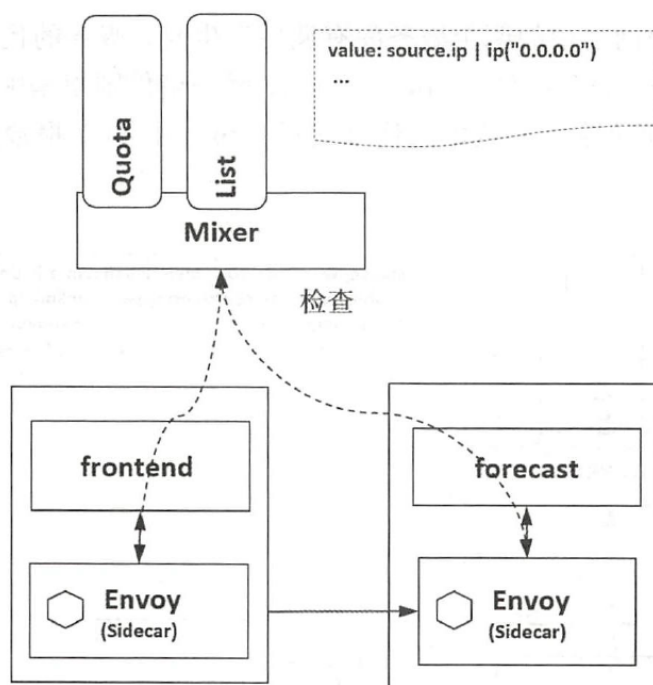 value: source.ip | ip("0.0.0.0")
...
Quota
List
Mixer
检查
frontend
forecast
Envoy
(Sidecar)
Envoy
(Sidecar)